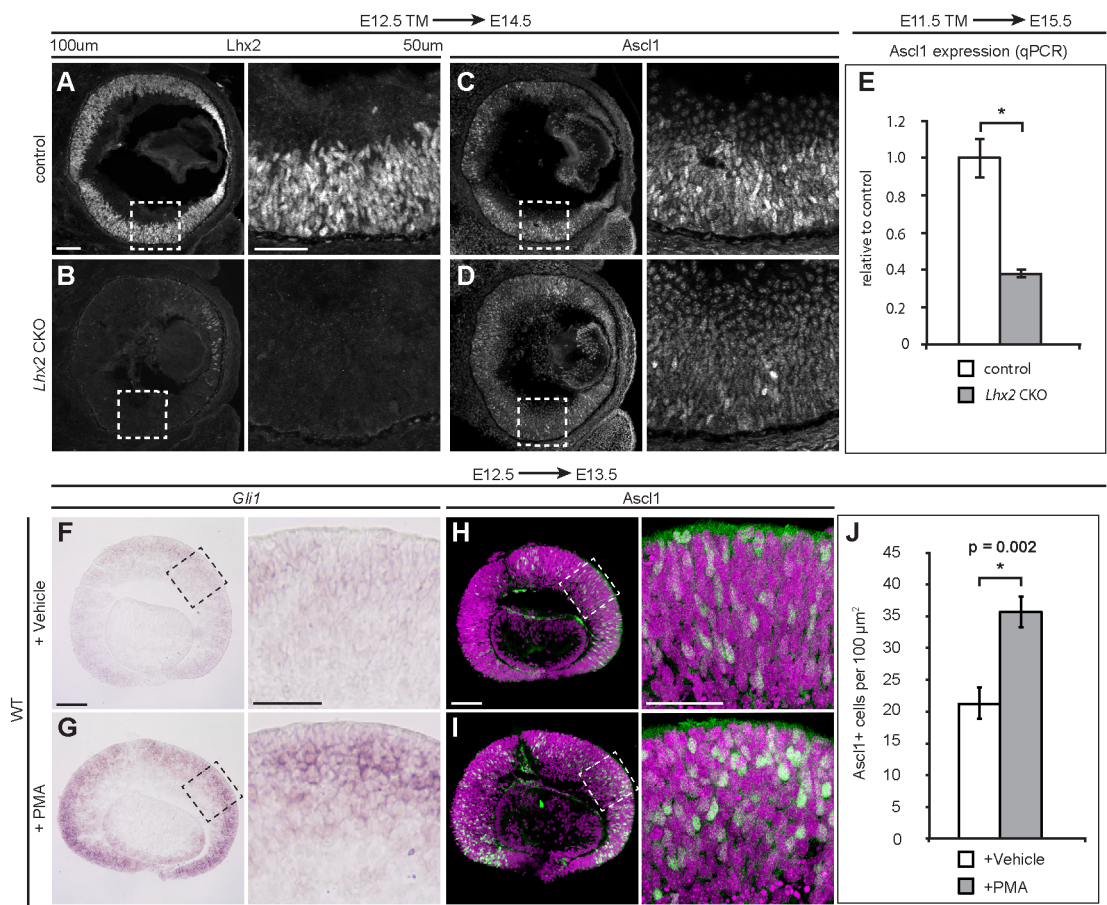 E12.5 TM → E14.5
E11.5 TM → E15.5
100um Lhx2 50um
Ascl1
Ascl1 expression (qPCR)
control
A
C
E
*
relative to control
1.2
1.0
0.8
0.6
0.4
0.2
0
control
Lhx2 CKO
Lhx2 CKO
B
D
E12.5 → E13.5
Gli1
Ascl1
WT
+ Vehicle
F
H
J
p = 0.002
*
Ascl1+ cells per 100 µm²
45
40
35
30
25
20
15
10
5
0
+Vehicle
+PMA
+ PMA
G
I